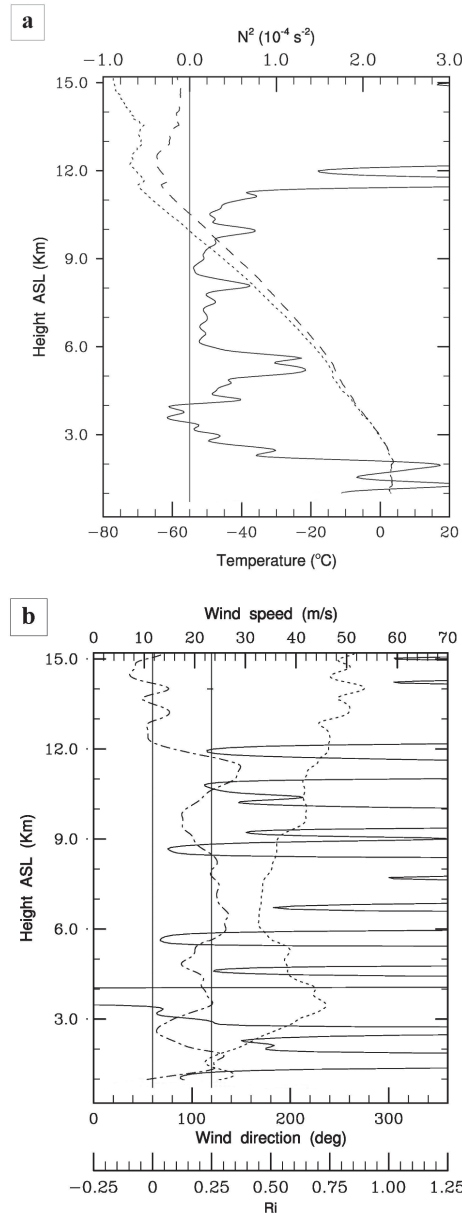 a
N² (10⁻⁴ s⁻²)
−1.0 0.0 1.0 2.0 3.0
15.0
12.0
9.0
6.0
3.0
Height ASL (Km)
−80 −60 −40 −20 0 20
Temperature (°C)
b
Wind speed (m/s)
0 10 20 30 40 50 60 70
15.0
12.0
9.0
6.0
3.0
Height ASL (Km)
0 100 200 300
Wind direction (deg)
−0.25 0 0.25 0.50 0.75 1.00 1.25
Ri